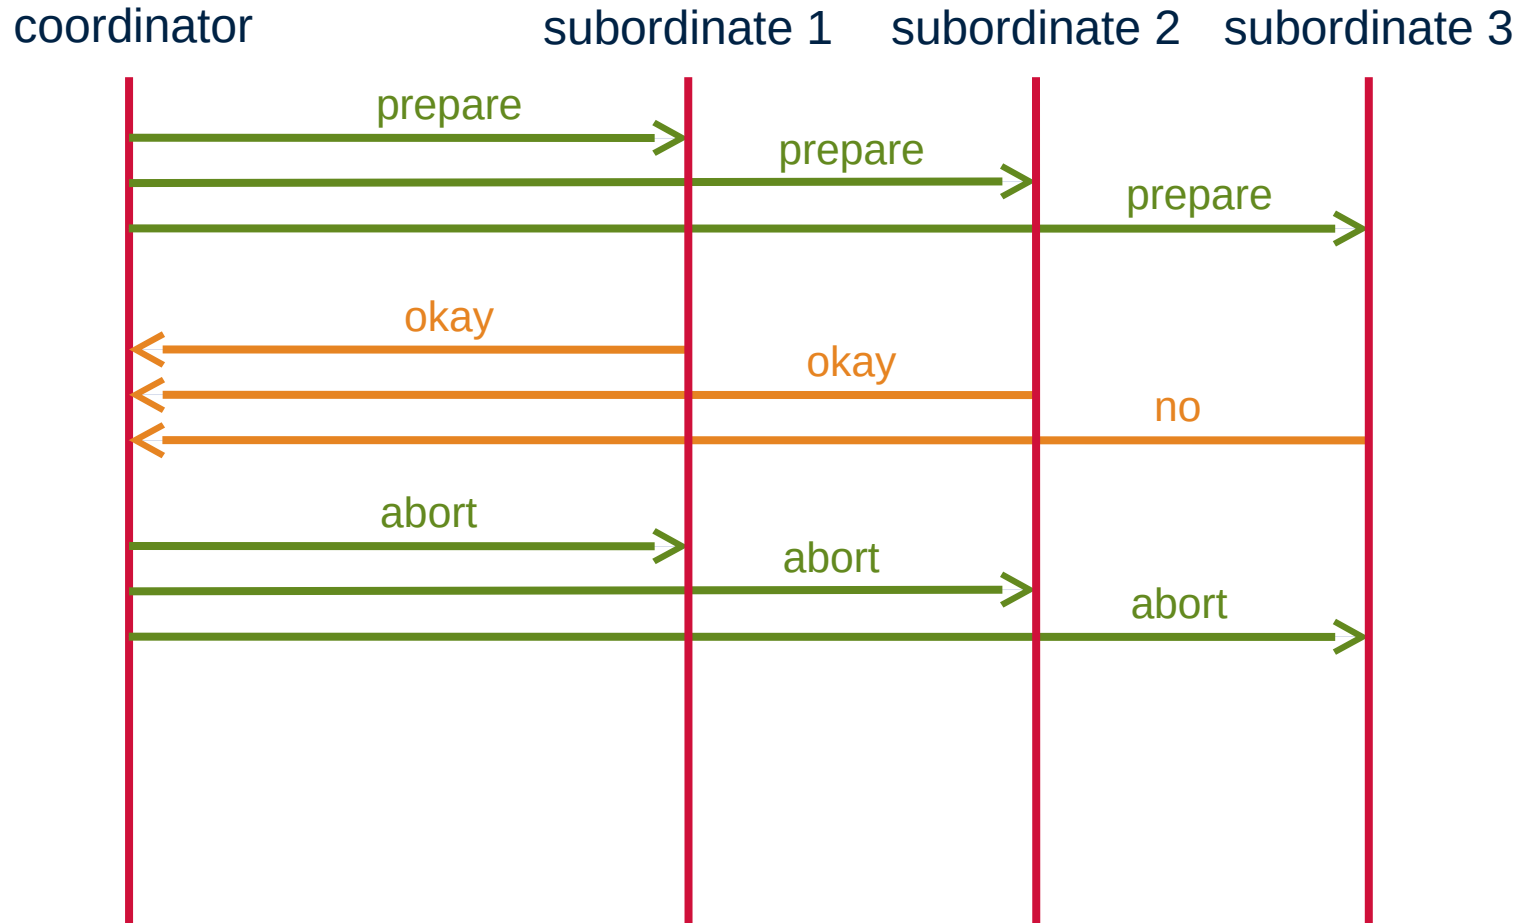 coordinator
subordinate 1
subordinate 2
subordinate 3
prepare
prepare
prepare
okay
okay
no
abort
abort
abort